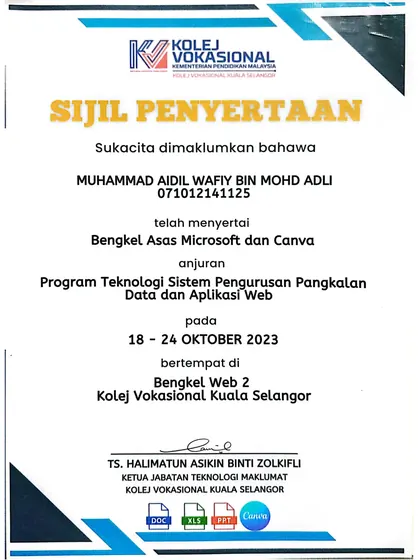 KOLEJ
VOKASIONAL
KEMENTERIAN PENDIDIKAN MALAYSIA
KOLEJ VOKASIONAL KUALA SELANGOR
SIJIL PENYERTAAN
Sukacita dimaklumkan bahawa
MUHAMMAD AIDIL WAFIY BIN MOHD ADLI
071012141125
telah menyertai
Bengkel Asas Microsoft dan Canva
anjuran
Program Teknologi Sistem Pengurusan Pangkalan
Data dan Aplikasi Web
pada
18 - 24 OKTOBER 2023
bertempat di
Bengkel Web 2
Kolej Vokasional Kuala Selangor
TS. HALIMATUN ASIKIN BINTI ZOLKIFLI
KETUA JABATAN TEKNOLOGI MAKLUMAT
KOLEJ VOKASIONAL KUALA SELANGOR
DOC XLS PPT Canva